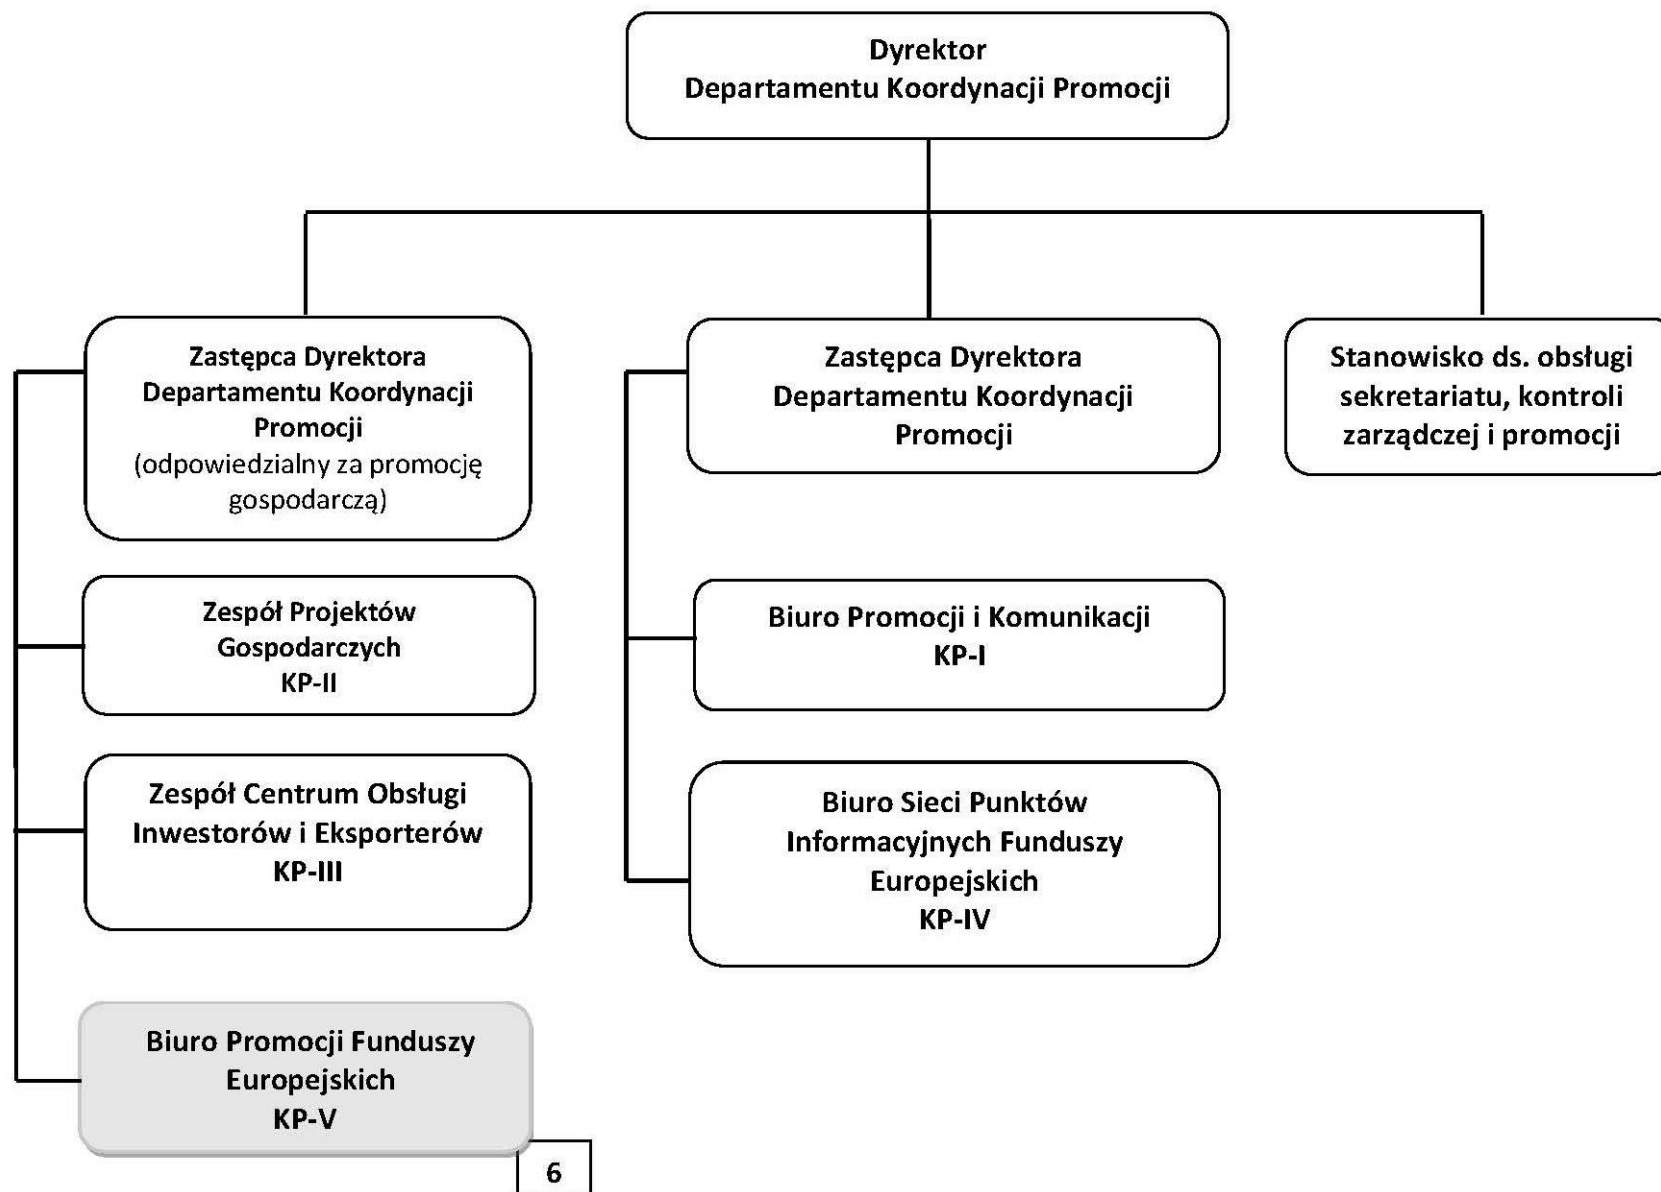 Dyrektor
Departamentu Koordynacji Promocji
Zastępca Dyrektora
Departamentu Koordynacji
Promocji
(odpowiedzialny za promocję
gospodarczą)
Zespół Projektów
Gospodarczych
KP-II
Zespół Centrum Obsługi
Inwestorów i Eksporterów
KP-III
Biuro Promocji Funduszy
Europejskich
KP-V
6
Zastępca Dyrektora
Departamentu Koordynacji
Promocji
Biuro Promocji i Komunikacji
KP-I
Biuro Sieci Punktów
Informacyjnych Funduszy
Europejskich
KP-IV
Stanowisko ds. obsługi
sekretariatu, kontroli
zarządczej i promocji